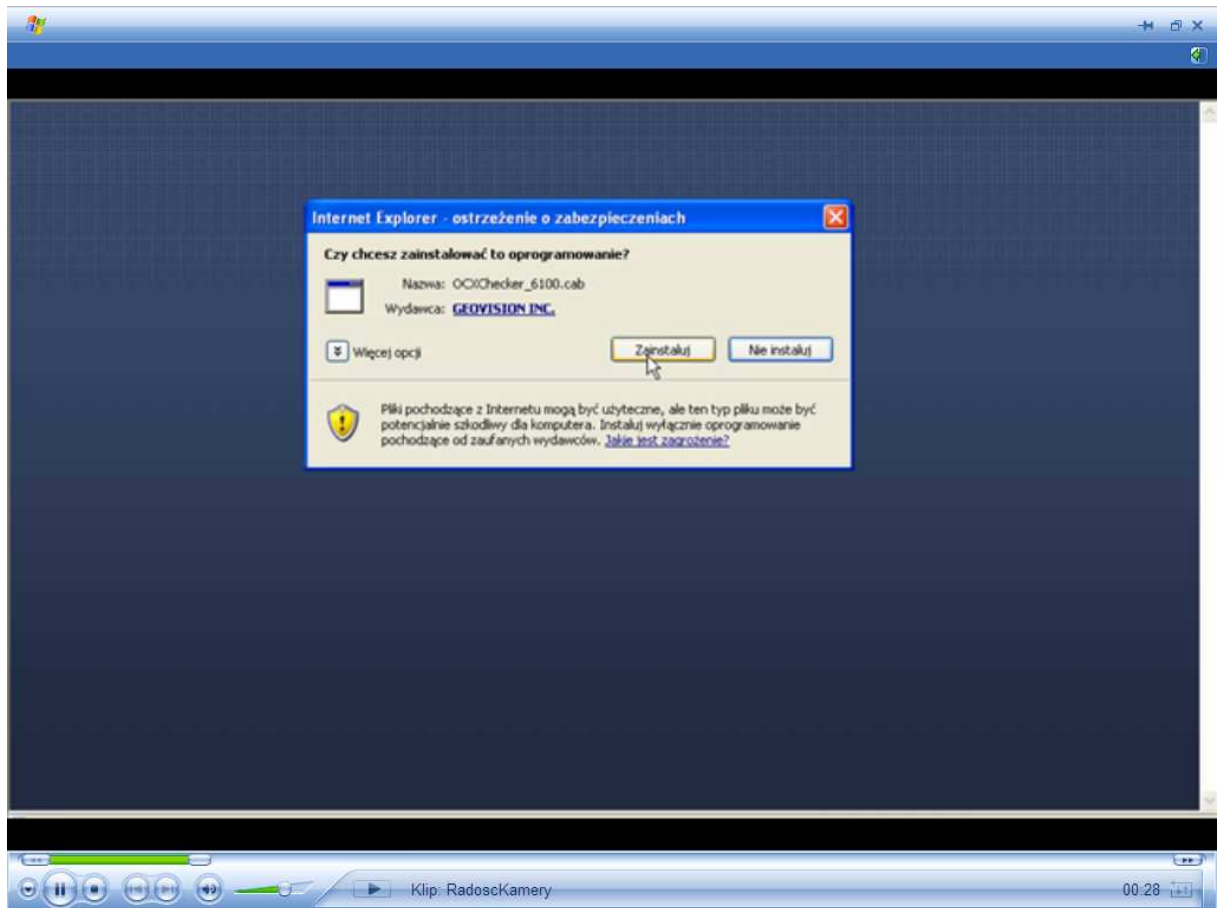 Internet Explorer - ostrzeżenie o zabezpieczeniach
Czy chcesz zainstalować to oprogramowanie?
Nazwa: OCXChecker_6100.cab
Wydawca: GEOVISION INC.
Więcej opcji
Zainstaluj
Nie instaluj
Pliki pochodzące z Internetu mogą być użyteczne, ale ten typ pliku może być
potencjalnie szkodliwy dla komputera. Instaluj wyłącznie oprogramowanie
pochodzące od zaufanych wydawców. Jakie jest zagrożenie?
Klip: RadoscKamery
00:28